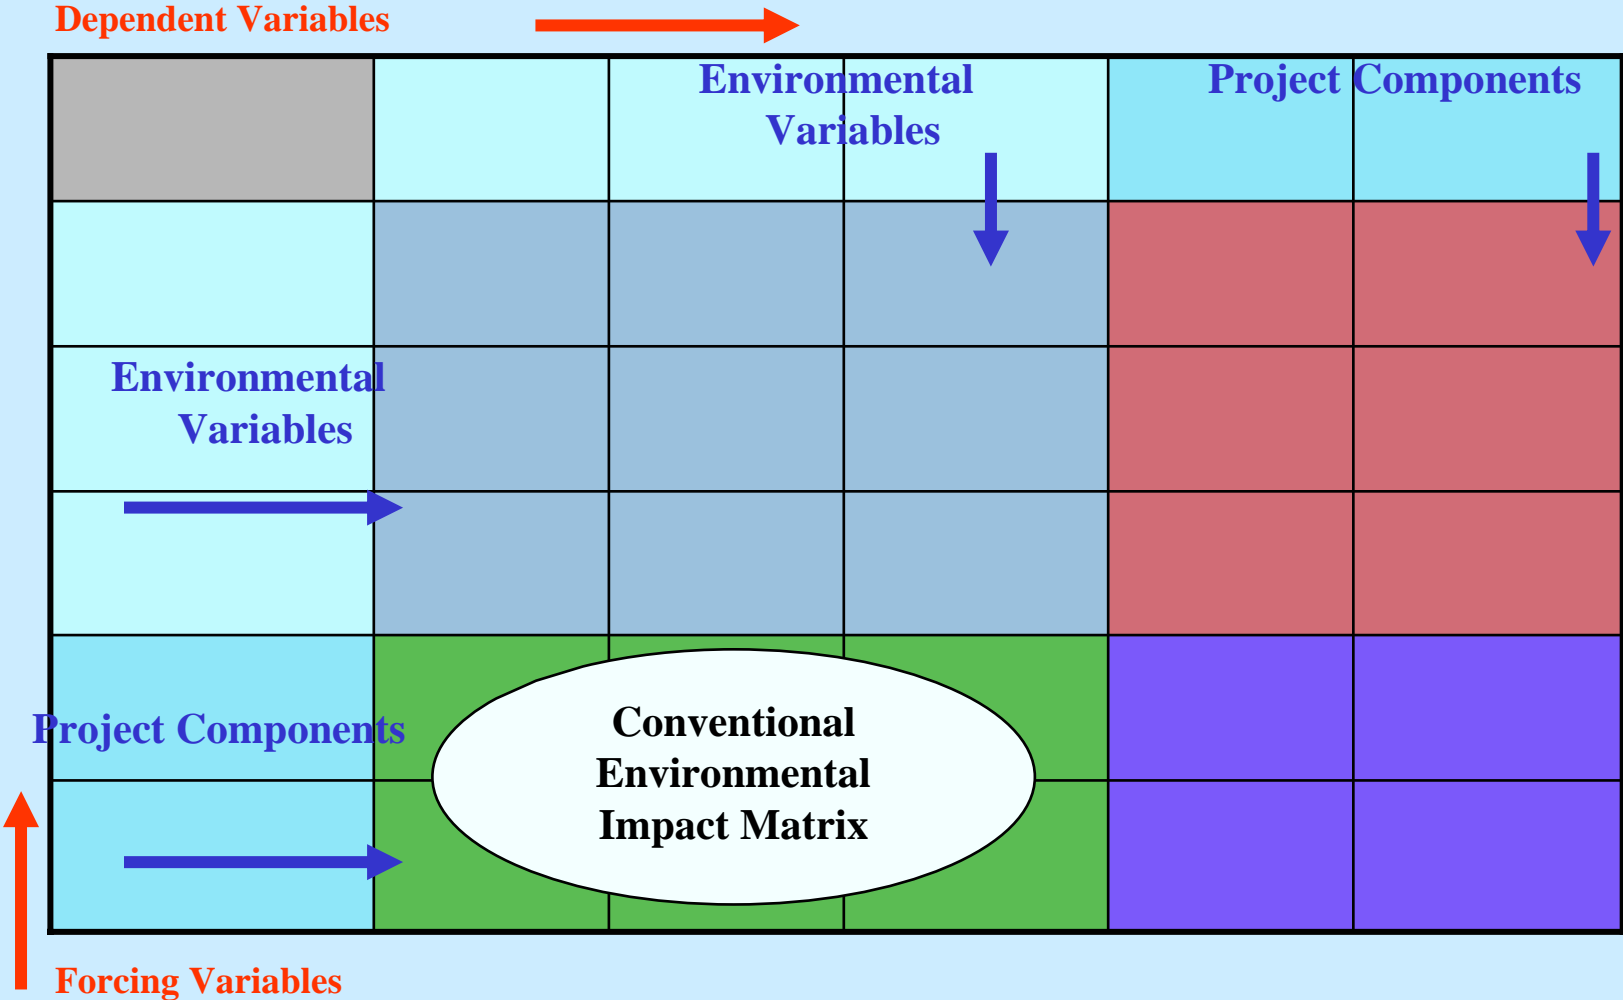 Dependent Variables
Environmental
Variables
Project Components
Environmental
Variables
Project Components
Conventional
Environmental
Impact Matrix
Forcing Variables